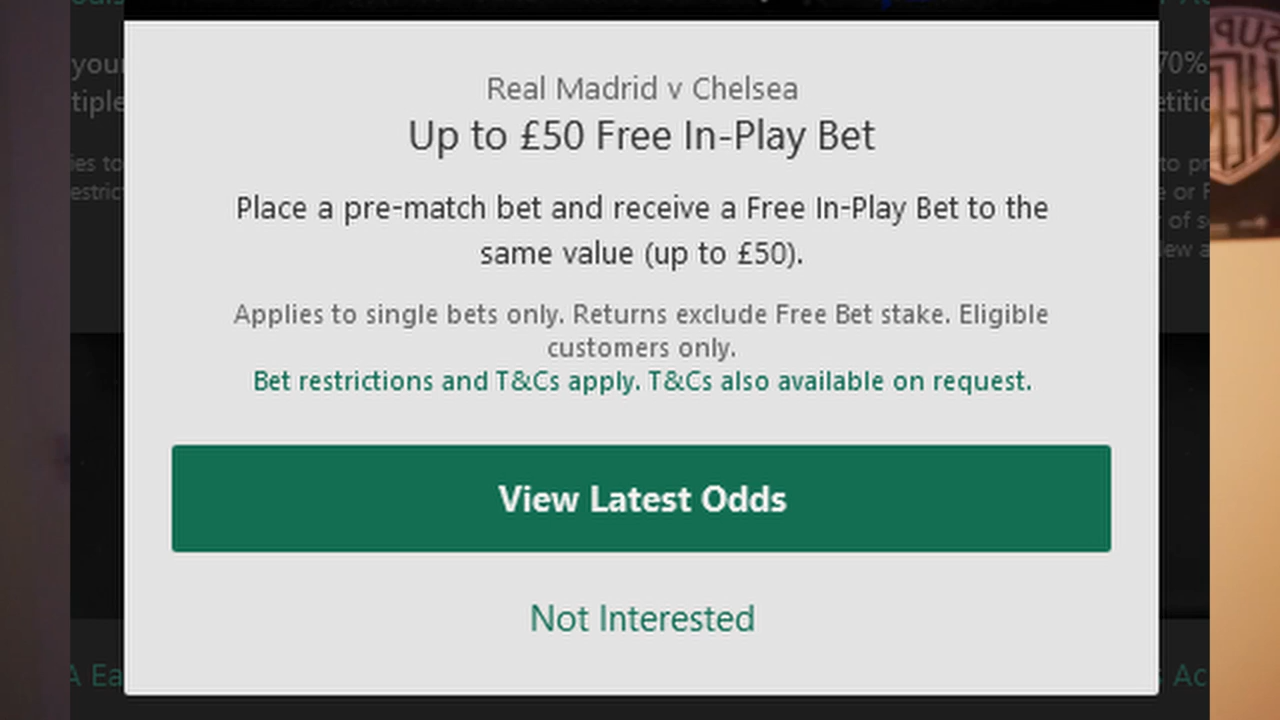 Real Madrid v Chelsea
Up to £50 Free In-Play Bet
Place a pre-match bet and receive a Free In-Play Bet to the
same value (up to £50).
Applies to single bets only. Returns exclude Free Bet stake. Eligible
customers only.
Bet restrictions and T&Cs apply. T&Cs also available on request.
View Latest Odds
Not Interested